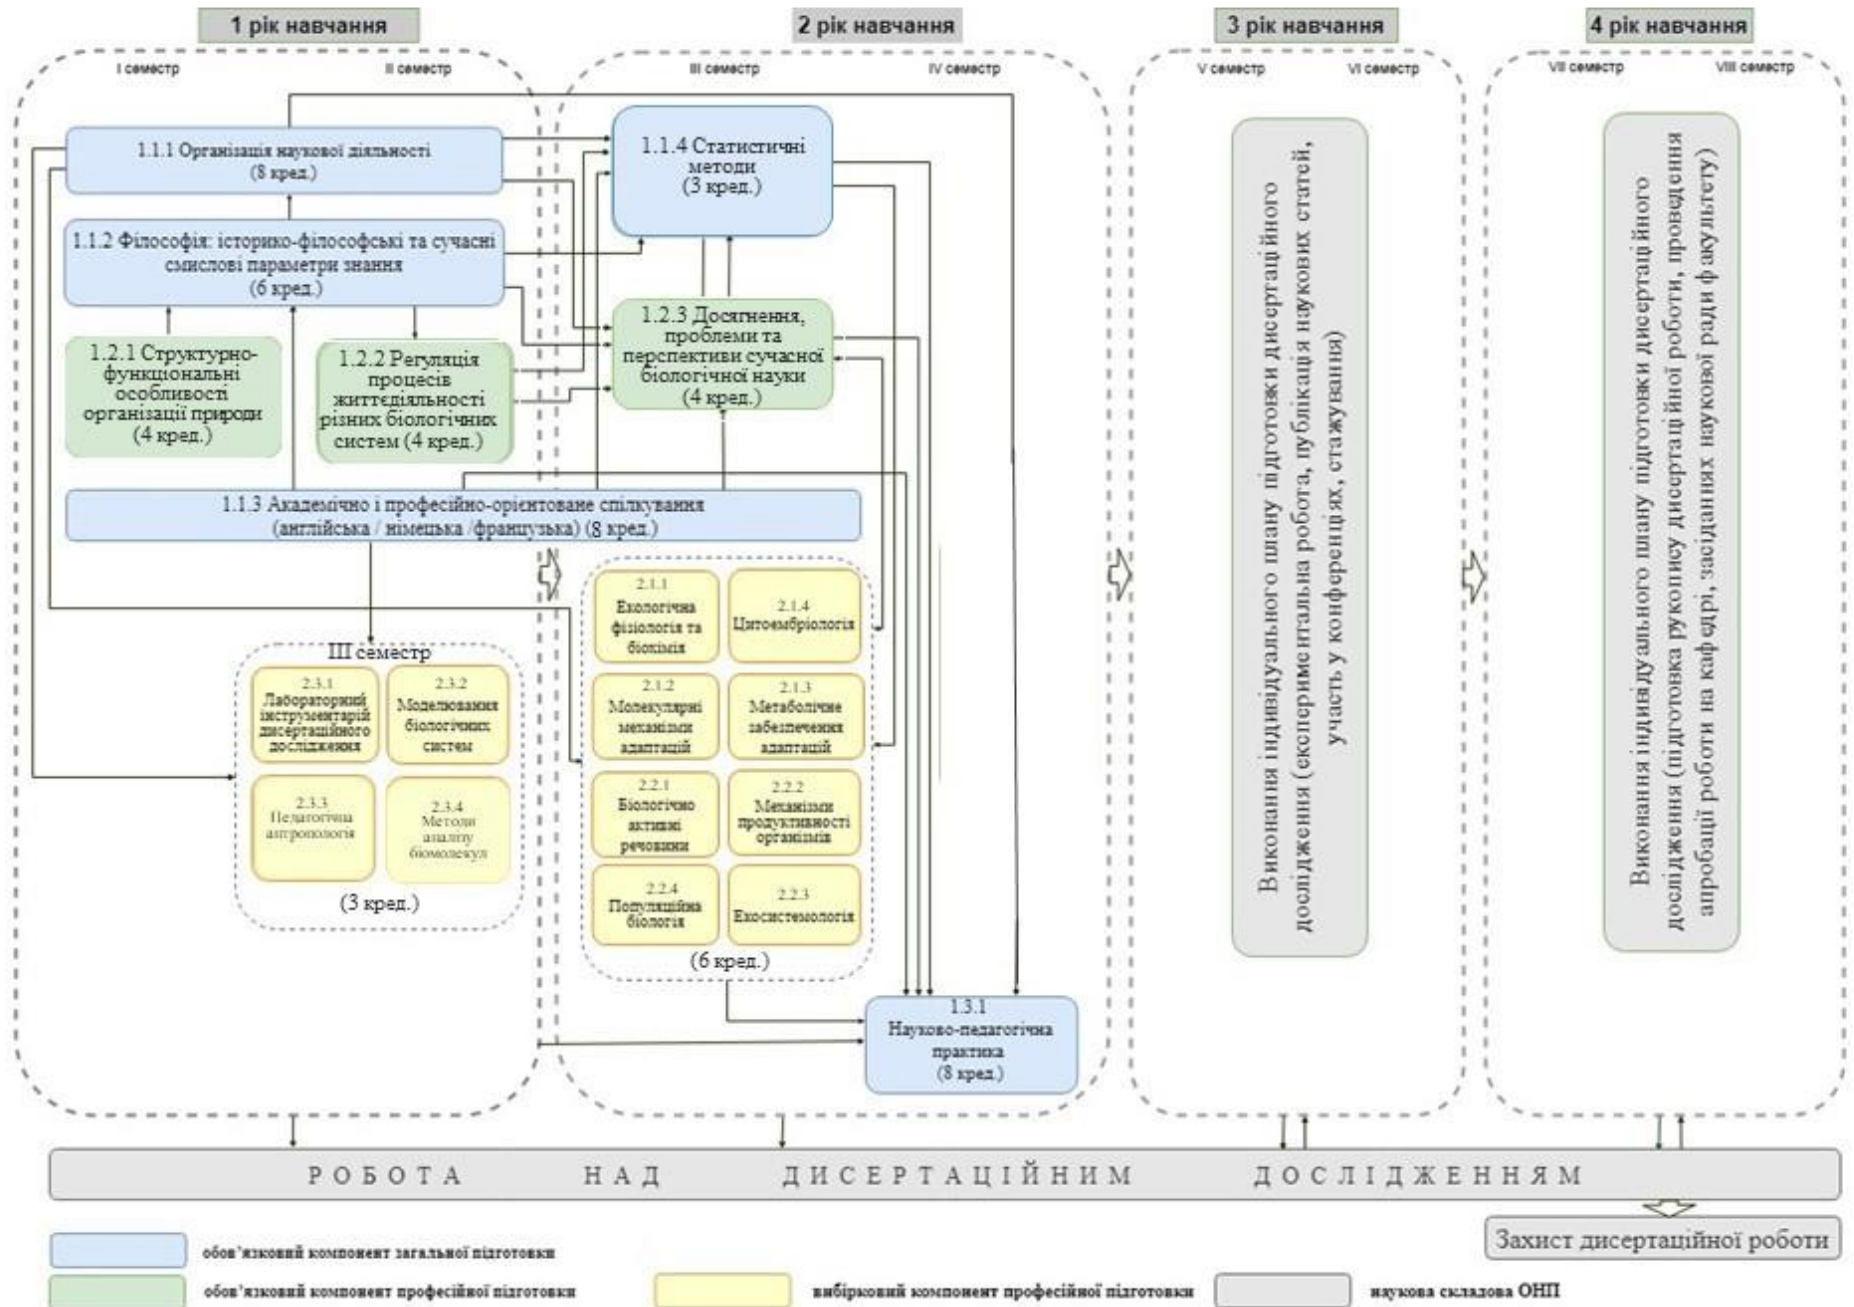 1 рік навчання
2 рік навчання
3 рік навчання
4 рік навчання
I семестр
II семестр
III семестр
IV семестр
V семестр
VI семестр
VII семестр
VIII семестр
1.1.1 Організація наукової діяльності
(8 кред.)
1.1.4 Статистичні
методи
(3 кред.)
1.1.2 Філософія: історико-філософські та сучасні
смислові параметри знання
(6 кред.)
1.2.1 Структурно-
функціональні
особливості
організації природи
(4 кред.)
1.2.2 Регуляція
процесів
життєдіяльності
різних біологічних
систем (4 кред.)
1.2.3 Досягнення,
проблеми та
перспективи сучасної
біологічної науки
(4 кред.)
1.1.3 Академічно і професійно-орієнтоване спілкування
(англійська / німецька /французька) (8 кред.)
III семестр
2.3.1
Лабораторний
інструментарій
дисертаційного
дослідження
2.3.2
Моделювання
біологічних
систем
2.3.3
Педагогічна
антропологія
2.3.4
Методи
аналізу
біомолекул
(3 кред.)
2.1.1
Екологічна
фізіологія та
біохімія
2.1.4
Цитоембріологія
2.1.2
Молекулярні
механізми
адаптацій
2.1.3
Метаболічне
забезпечення
адаптацій
2.2.1
Біологічно
активні
речовини
2.2.2
Механізми
продуктивності
організмів
2.2.4
Популяційна
біологія
2.2.3
Екосистемологія
(6 кред.)
1.3.1
Науково-педагогічна
практика
(8 кред.)
Виконання індивідуального плану підготовки дисертаційного
дослідження (експериментальна робота, публікація наукових статей,
участь у конференціях, стажування)
Виконання індивідуального плану підготовки дисертаційного
дослідження (підготовка рукопису дисертаційної роботи, проведення
апробації роботи на кафедрі, засіданнях наукової ради факультету)
РОБОТА НАД ДИСЕРТАЦІЙНИМ ДОСЛІДЖЕННЯМ
Захист дисертаційної роботи
обов’язковий компонент загальної підготовки
обов’язковий компонент професійної підготовки
вибірковий компонент професійної підготовки
наукова складова ОНП